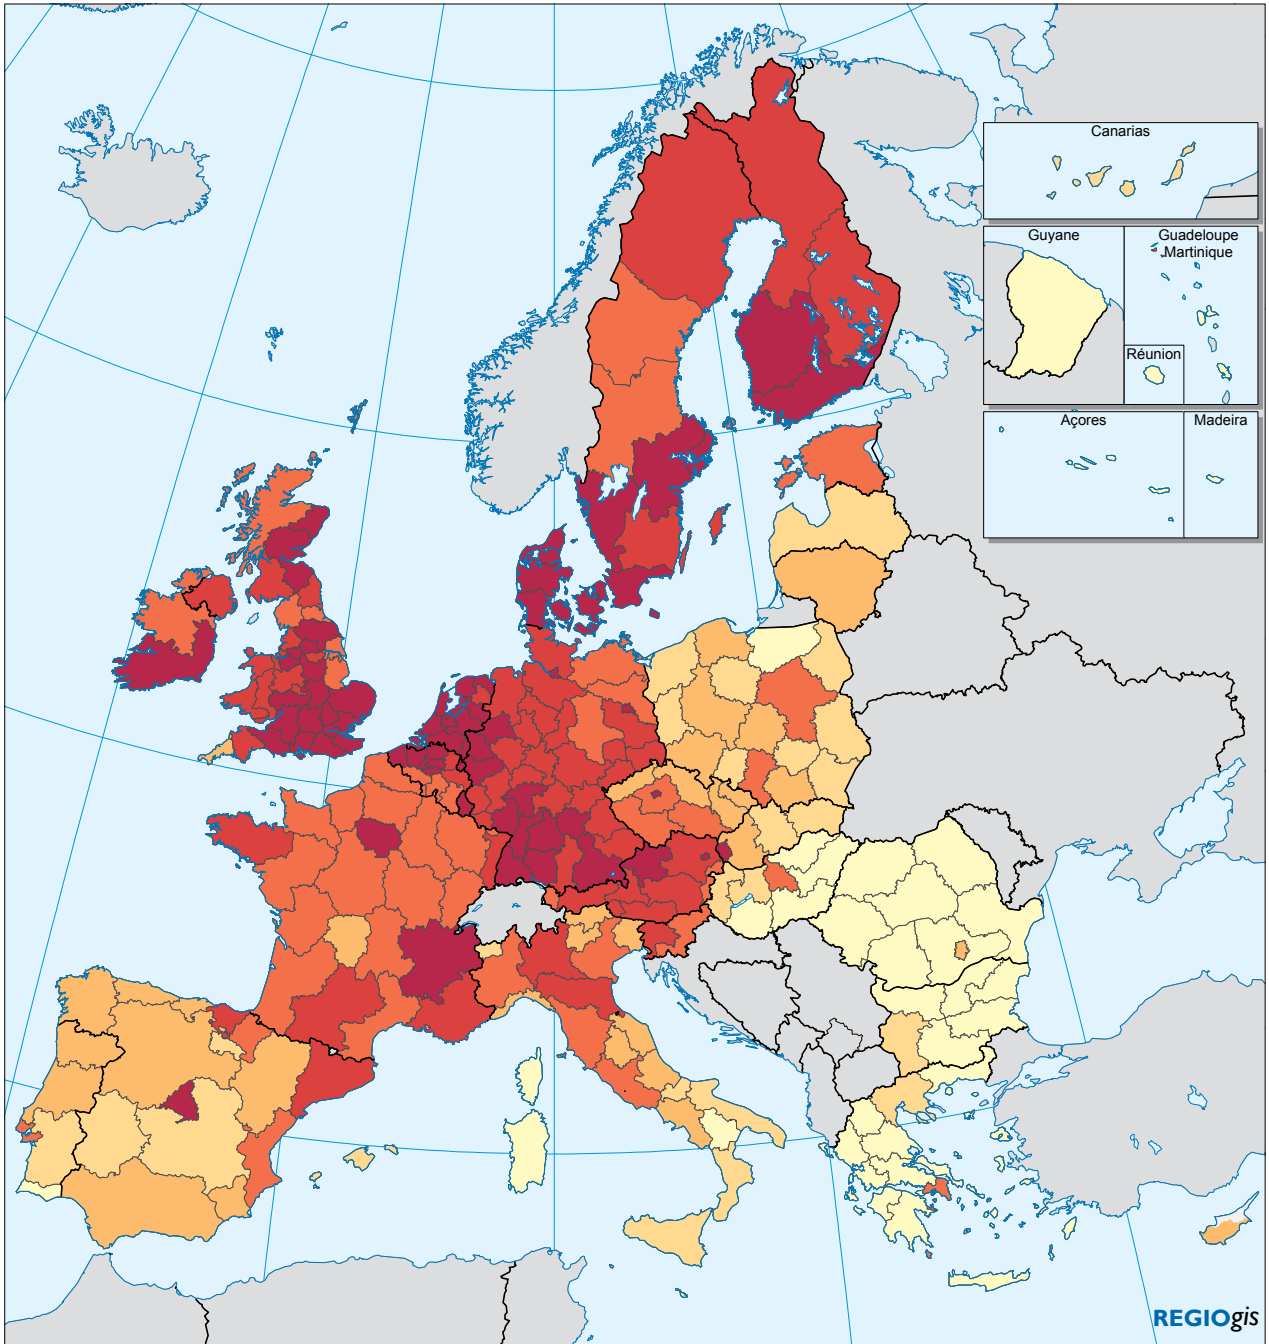 Canarias
Guyane
Guadeloupe
Martinique
Réunion
Açores
Madeira
REGIOgis